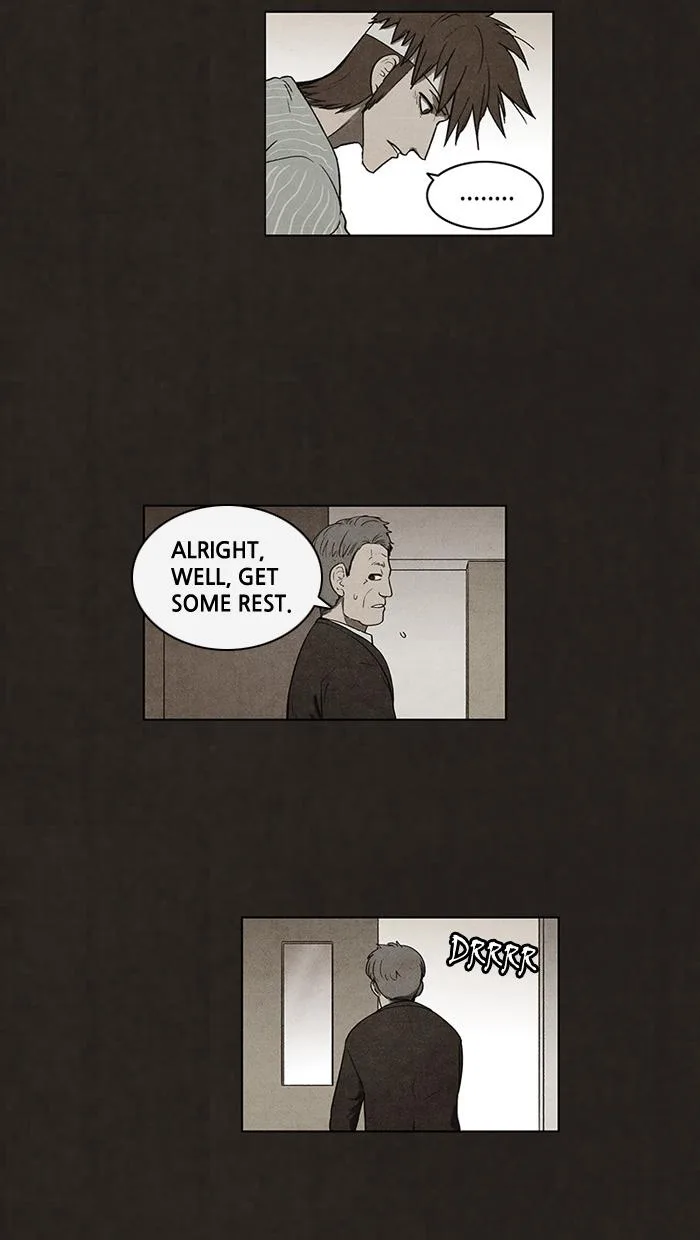 ........
ALRIGHT,
WELL, GET
SOME REST.
DRRRR